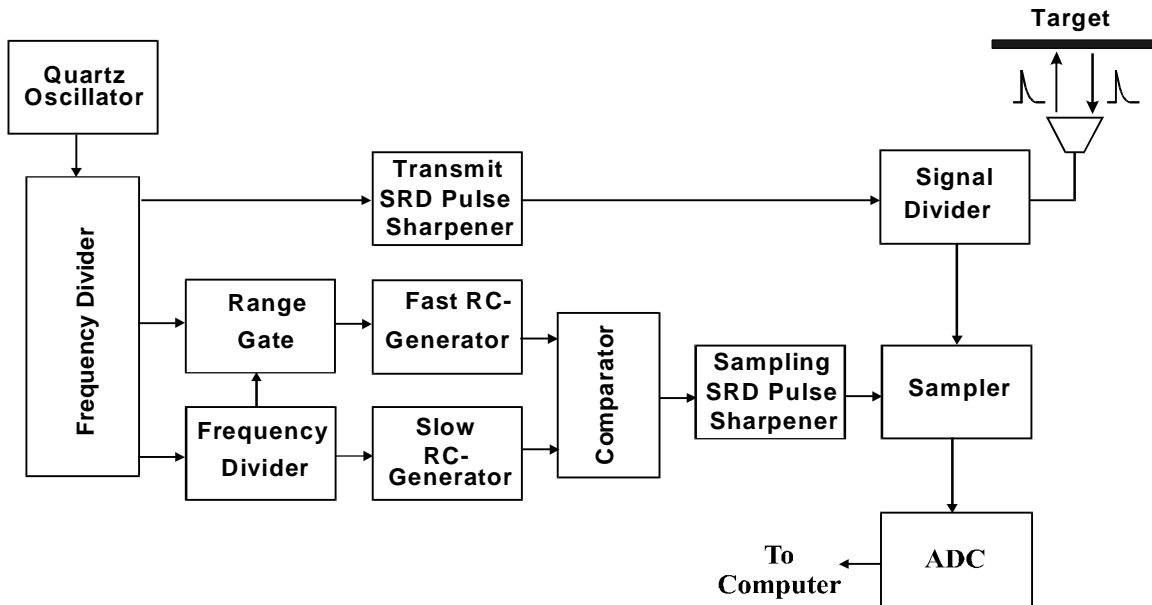 Target
Quartz
Oscillator
Transmit
SRD Pulse
Sharpener
Signal
Divider
Frequency Divider
Range
Gate
Fast RC-
Generator
Comparator
Sampling
SRD Pulse
Sharpener
Sampler
Frequency
Divider
Slow
RC-
Generator
To
Computer
ADC